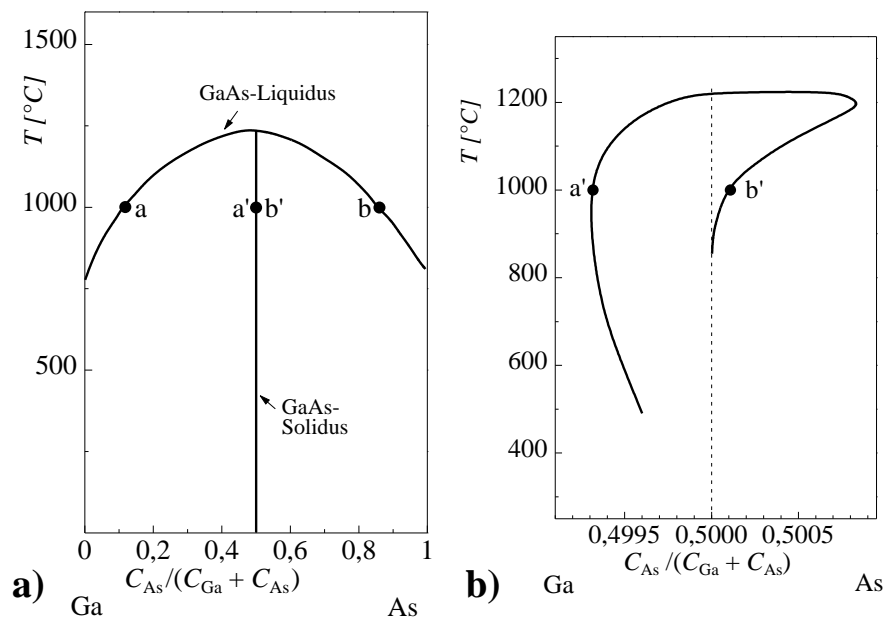 1500
T [°C]
GaAs-Liquidus
1000
a
a'
b'
b
500
GaAs-
Solidus
0
0,2
0,4
0,6
0,8
1
C_As/(C_Ga + C_As)
a)
Ga
As
1200
T [°C]
1000
a'
b'
800
600
400
0,4995
0,5000
0,5005
C_As/(C_Ga + C_As)
b)
Ga
As